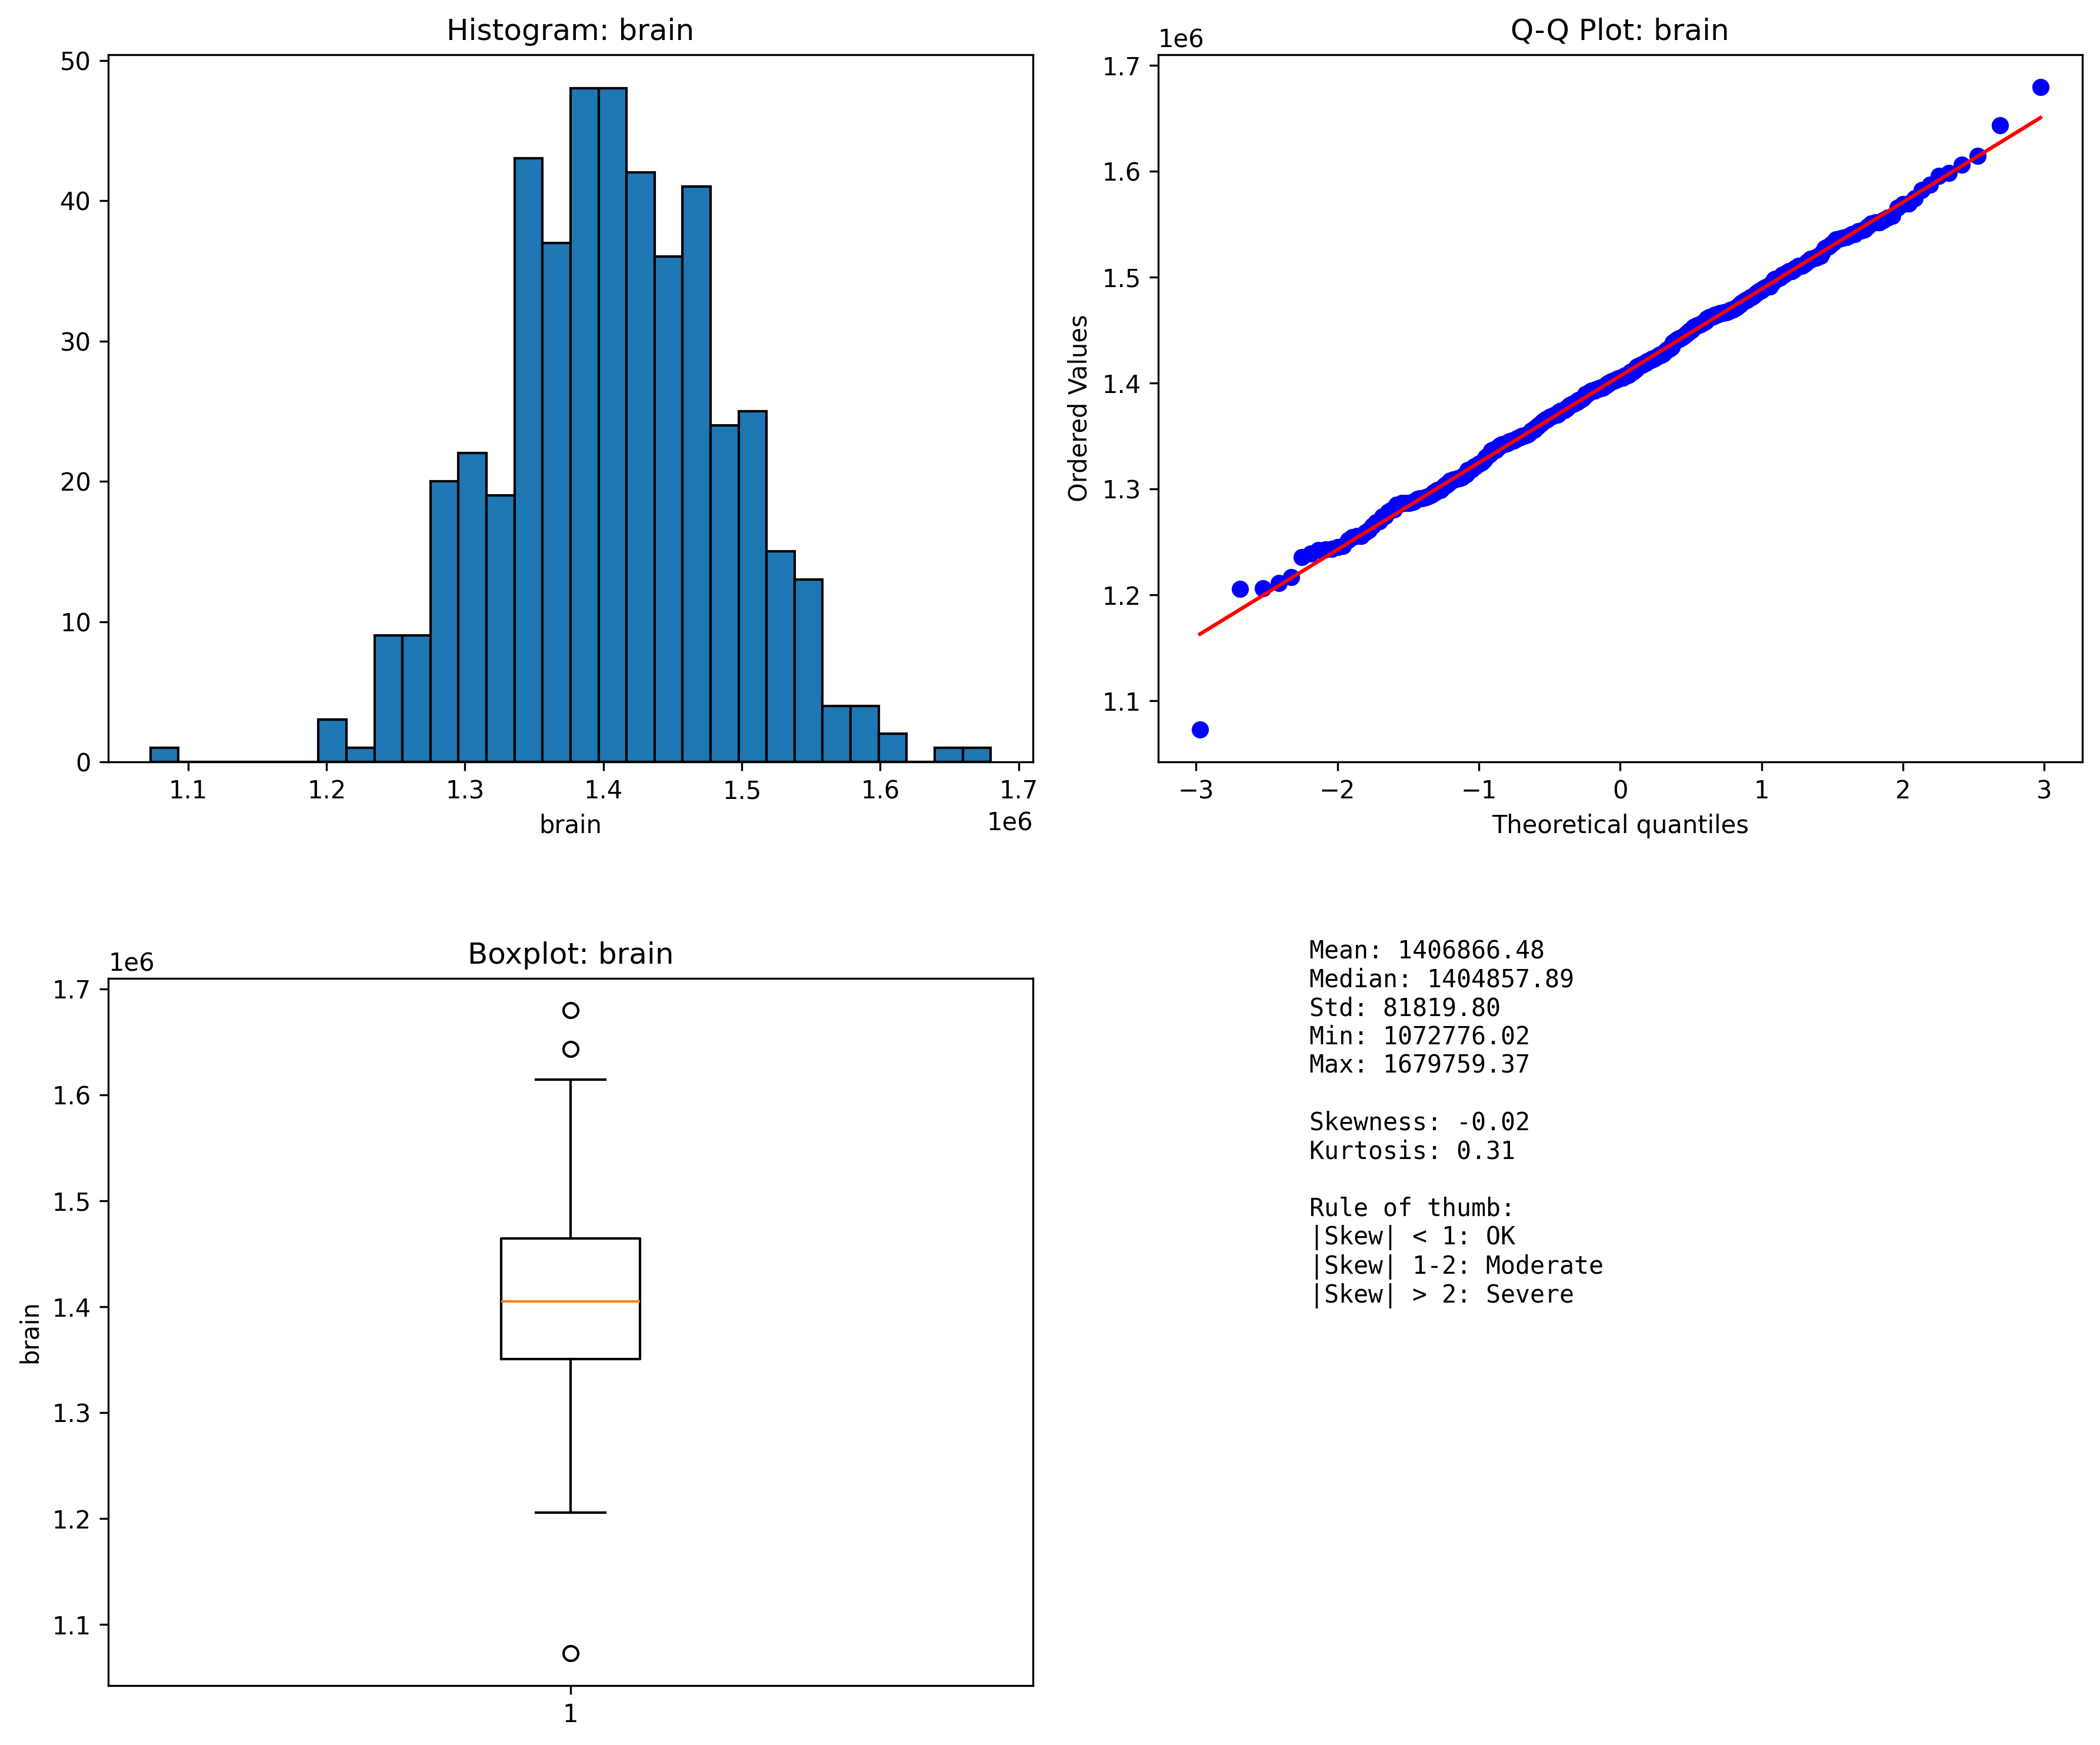 Histogram: brain
50
40
30
20
10
0
1.1 1.2 1.3 1.4 1.5 1.6 1.7
brain
1e6
Q-Q Plot: brain
1e6
1.7
1.6
1.5
1.4
1.3
1.2
1.1
Ordered Values
−3 −2 −1 0 1 2 3
Theoretical quantiles
Boxplot: brain
1e6
1.7
1.6
1.5
1.4
1.3
1.2
1.1
brain
1
Mean: 1406866.48
Median: 1404857.89
Std: 81819.80
Min: 1072776.02
Max: 1679759.37
Skewness: -0.02
Kurtosis: 0.31
Rule of thumb:
|Skew| < 1: OK
|Skew| 1-2: Moderate
|Skew| > 2: Severe